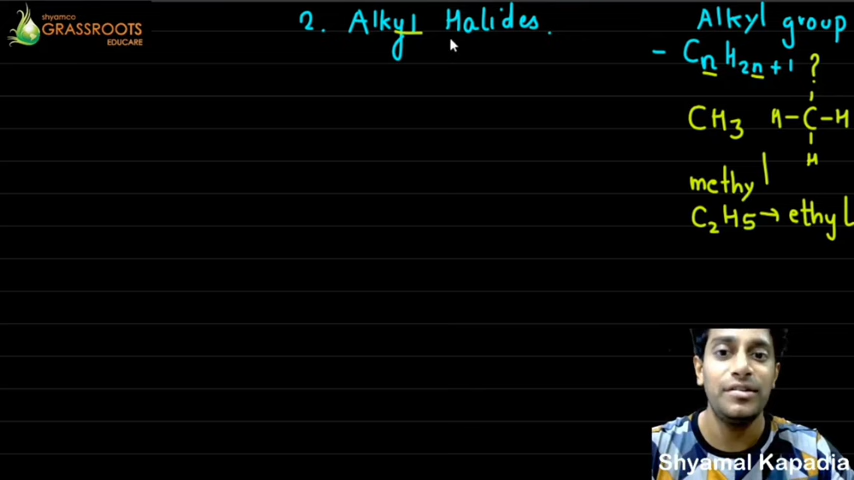 shyamco
GRASSROOTS
EDUCARE
2. Alkyl Halides.
Alkyl group
- CnH2n+1
?
CH3 H-C-H
H
methyl
C2H5→ethyl
Shyamal Kapadia